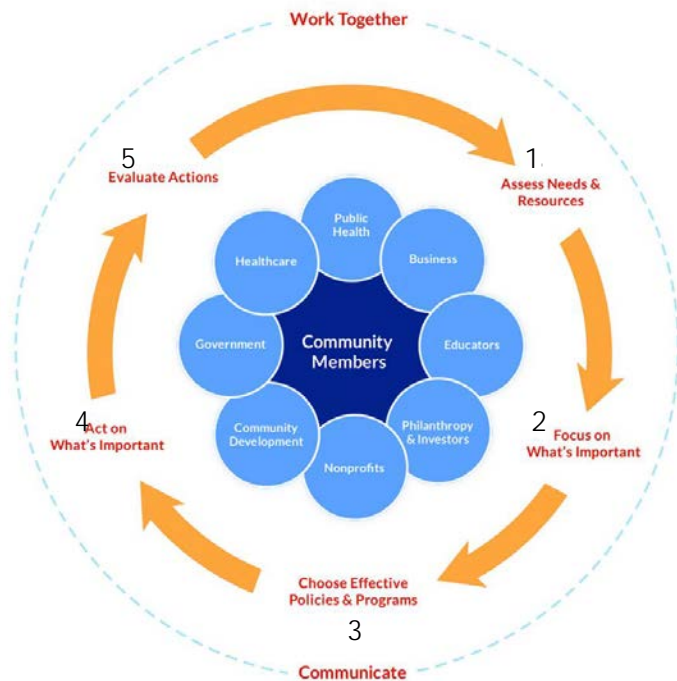 Work Together
1
Assess Needs &
Resources
2
Focus on
What's Important
Choose Effective
Policies & Programs
3
4
Act on
What's Important
5
Evaluate Actions
Public
Health
Business
Educators
Philanthropy
& Investors
Nonprofits
Community
Development
Government
Healthcare
Community
Members
Communicate